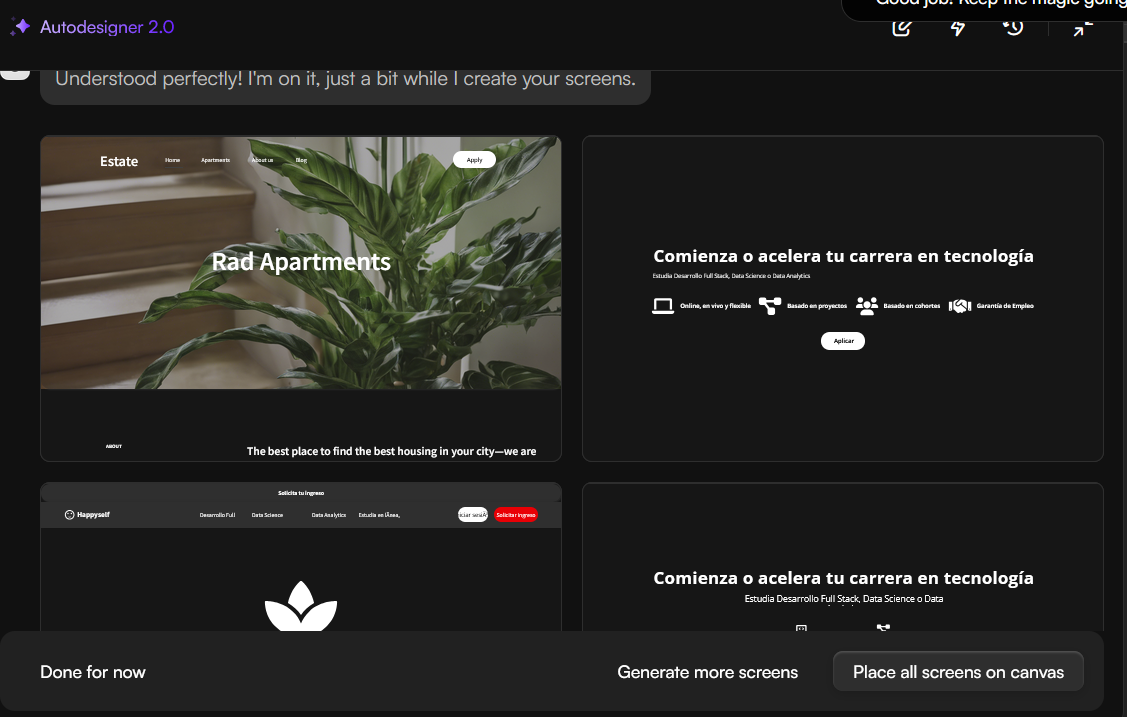 Good job! Keep the magic going
Autodesigner 2.0
Understood perfectly! I'm on it, just a bit while I create your screens.
Estate
Home
Apartments
About us
Blog
Apply
Rad Apartments
ABOUT
The best place to find the best housing in your city—we are
Comienza o acelera tu carrera en tecnología
Estudia Desarrollo Full Stack, Data Science o Data Analytics
Online, en vivo y flexible
Basado en proyectos
Basado en cohortes
Garantía de Empleo
Aplicar
Solicita tu ingreso
Happyself
Desarrollo Full
Data Science
Data Analytics
Estudia en lÃnea,
Solicitar ingreso
Comienza o acelera tu carrera en tecnología
Estudia Desarrollo Full Stack, Data Science o Data
Done for now
Generate more screens
Place all screens on canvas